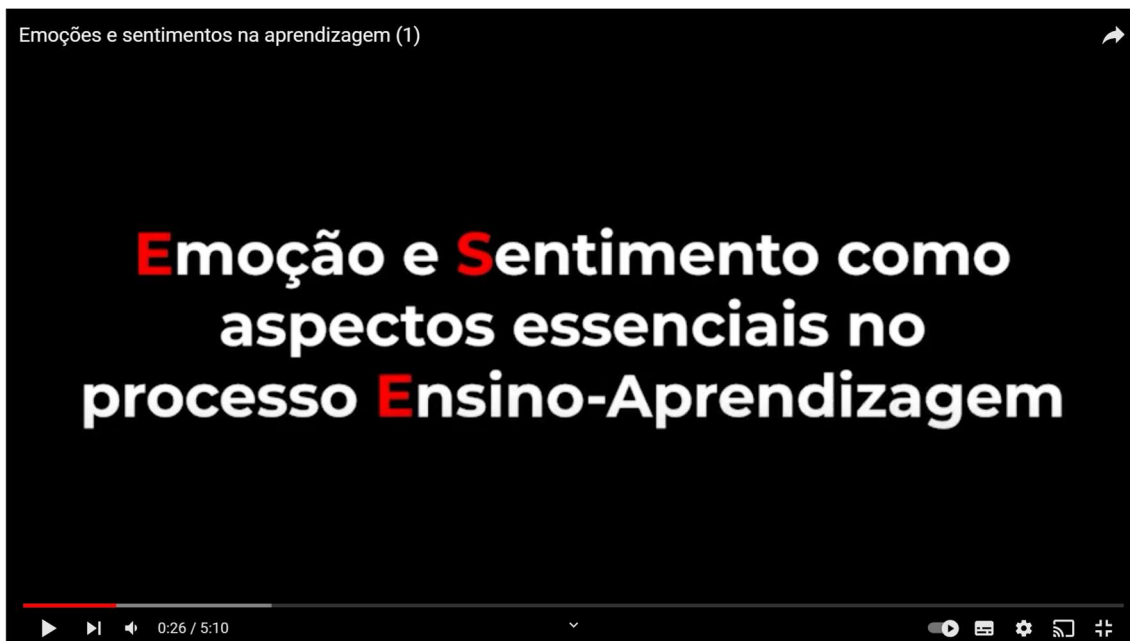 Emoções e sentimentos na aprendizagem (1)
Emoção e Sentimento como
aspectos essenciais no
processo Ensino-Aprendizagem
0:26 / 5:10